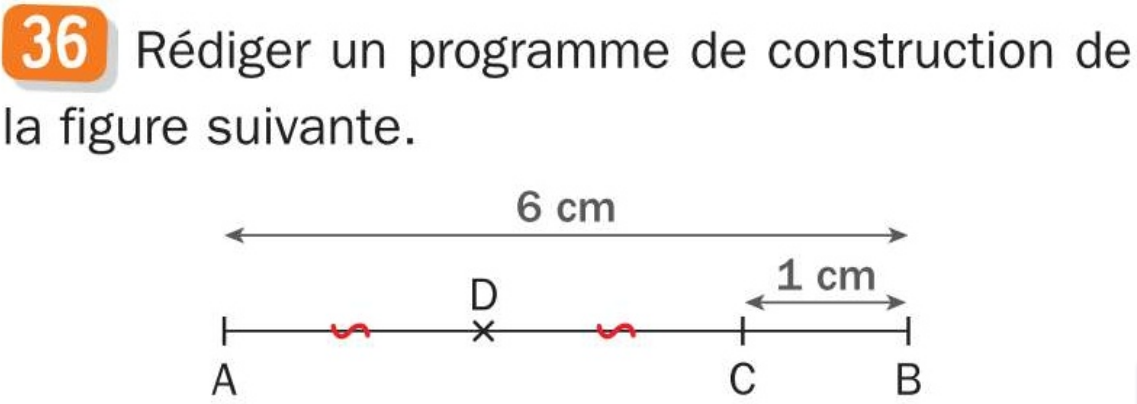 36 Rédiger un programme de construction de
la figure suivante.
6 cm
1 cm
D
A C B